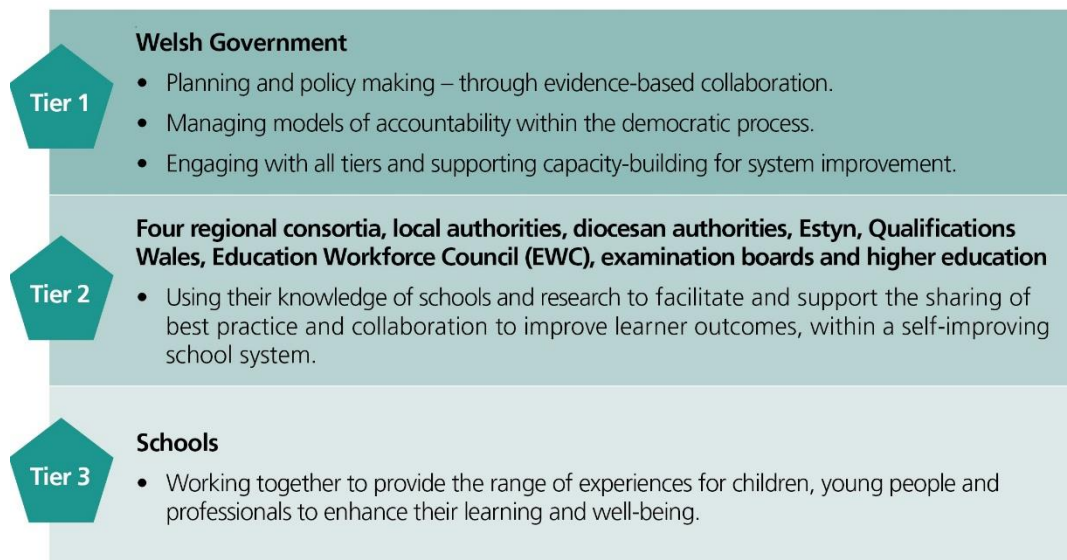 Tier 1
Welsh Government
• Planning and policy making – through evidence-based collaboration.
• Managing models of accountability within the democratic process.
• Engaging with all tiers and supporting capacity-building for system improvement.
Tier 2
Four regional consortia, local authorities, diocesan authorities, Estyn, Qualifications
Wales, Education Workforce Council (EWC), examination boards and higher education
• Using their knowledge of schools and research to facilitate and support the sharing of
best practice and collaboration to improve learner outcomes, within a self-improving
school system.
Tier 3
Schools
• Working together to provide the range of experiences for children, young people and
professionals to enhance their learning and well-being.